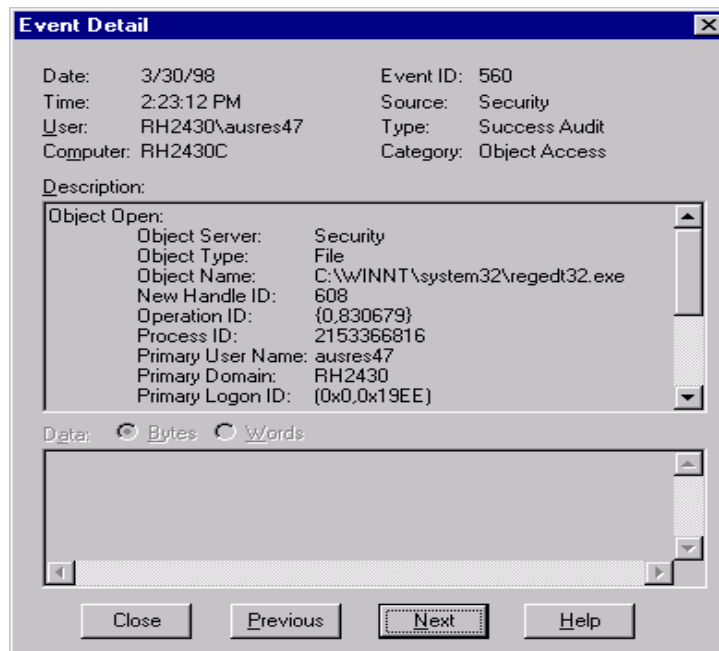 Event Detail
Date: 3/30/98 Event ID: 560
Time: 2:23:12 PM Source: Security
User: RH2430\ausres47 Type: Success Audit
Computer: RH2430C Category: Object Access
Description:
Object Open:
Object Server: Security
Object Type: File
Object Name: C:\WINNT\system32\regedt32.exe
New Handle ID: 608
Operation ID: {0,830679}
Process ID: 2153366816
Primary User Name: ausres47
Primary Domain: RH2430
Primary Logon ID: (0x0,0x19EE)
Data: Bytes Words
Close Previous Next Help